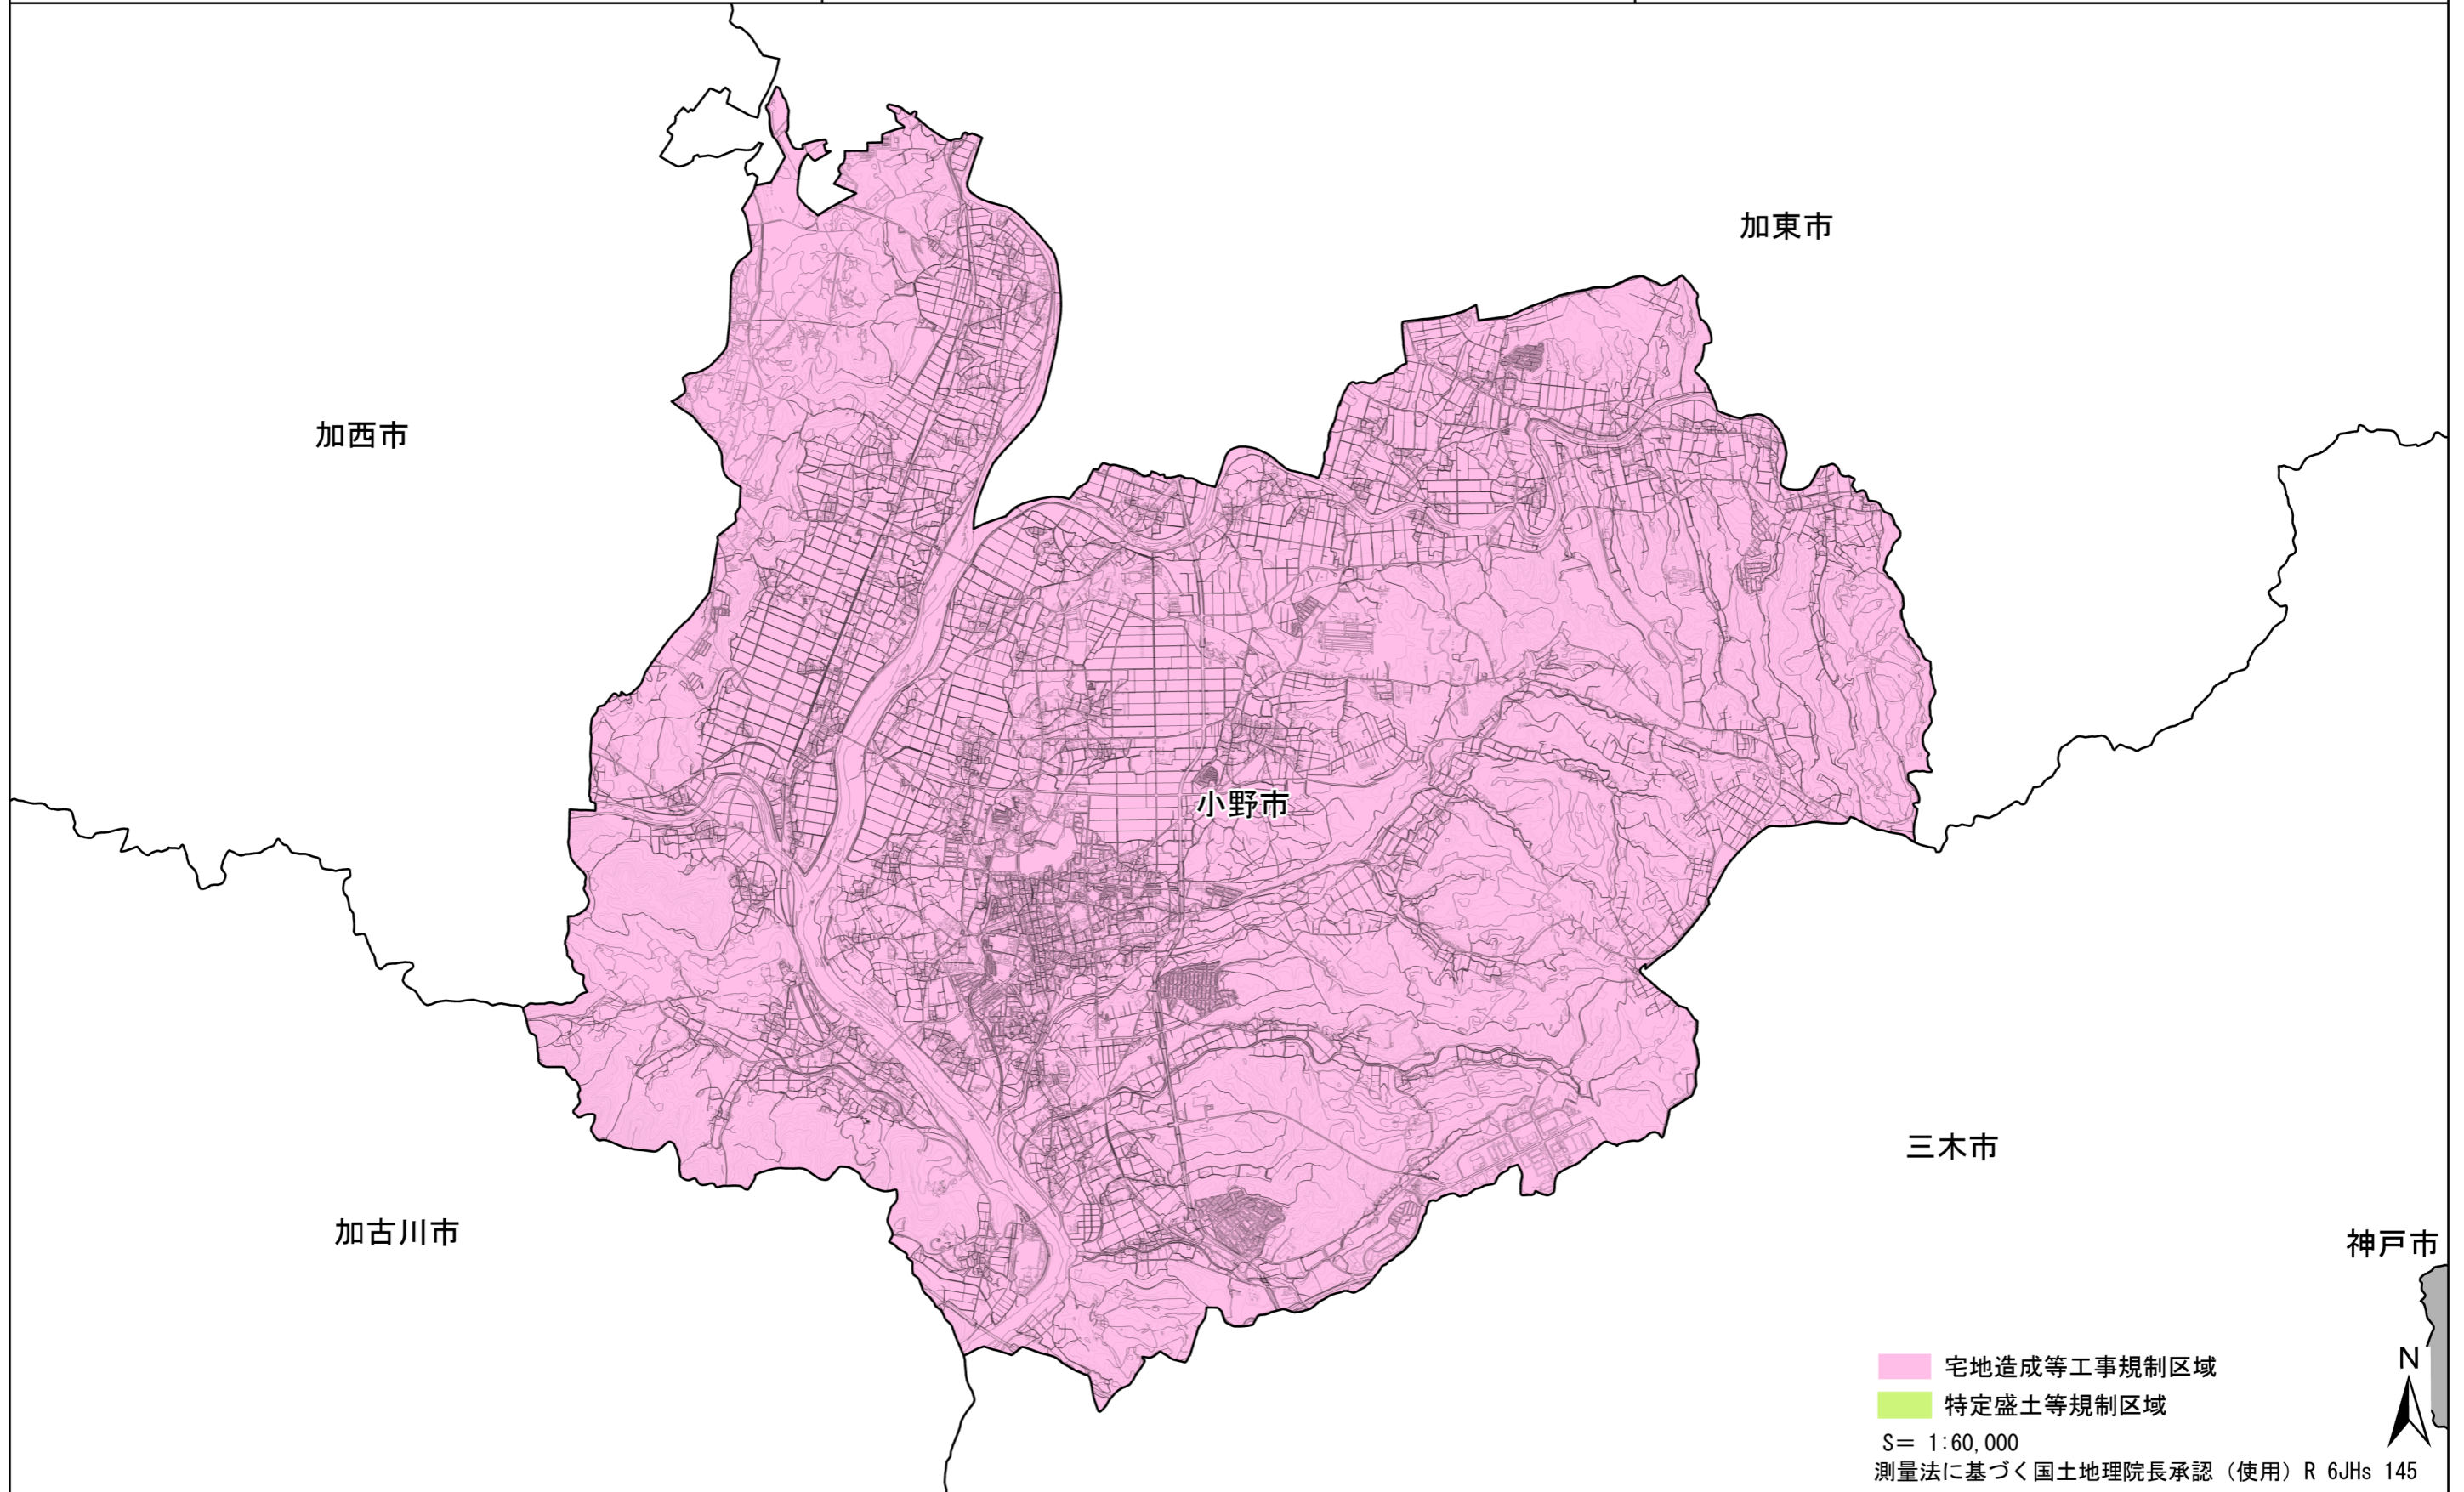 加東市
加西市
小野市
三木市
加古川市
神戸市
N
宅地造成等工事規制区域
特定盛土等規制区域
S= 1:60,000
測量法に基づく国土地理院長承認（使用）R 6JHs 145